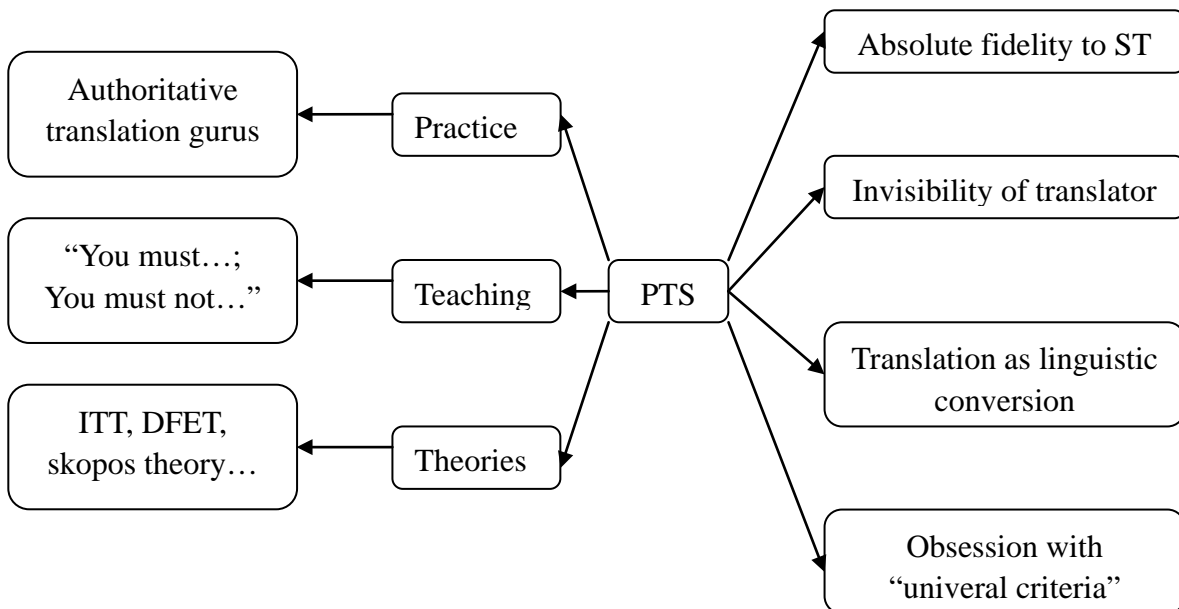 Authoritative
translation gurus
Practice
“You must…;
You must not…”
Teaching
ITT, DFET,
skopos theory…
Theories
PTS
Absolute fidelity to ST
Invisibility of translator
Translation as linguistic
conversion
Obsession with
“univeral criteria”